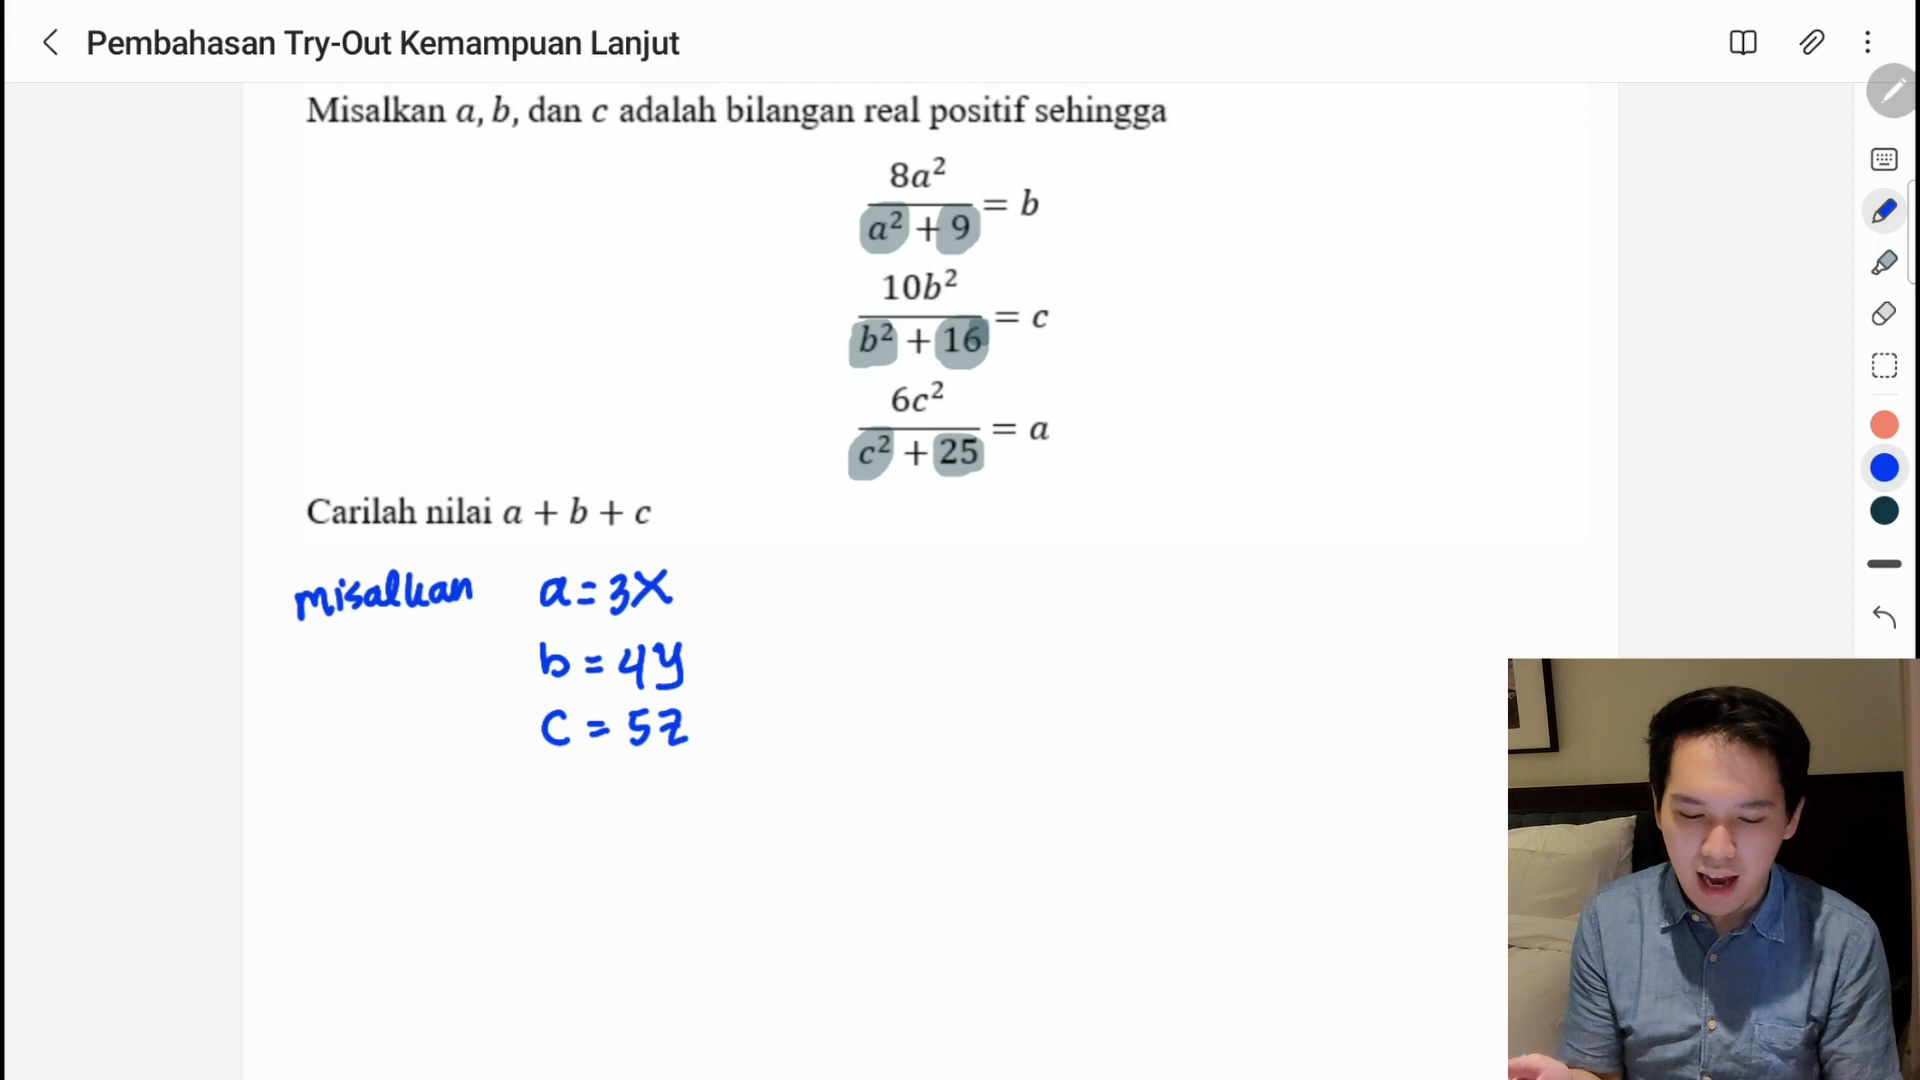 Pembahasan Try-Out Kemampuan Lanjut
Misalkan a, b, dan c adalah bilangan real positif sehingga
8a²
a² + 9
= b
10b²
b² + 16
= c
6c²
c² + 25
= a
Carilah nilai a + b + c
misalkan a = 3x
b = 4y
c = 5z